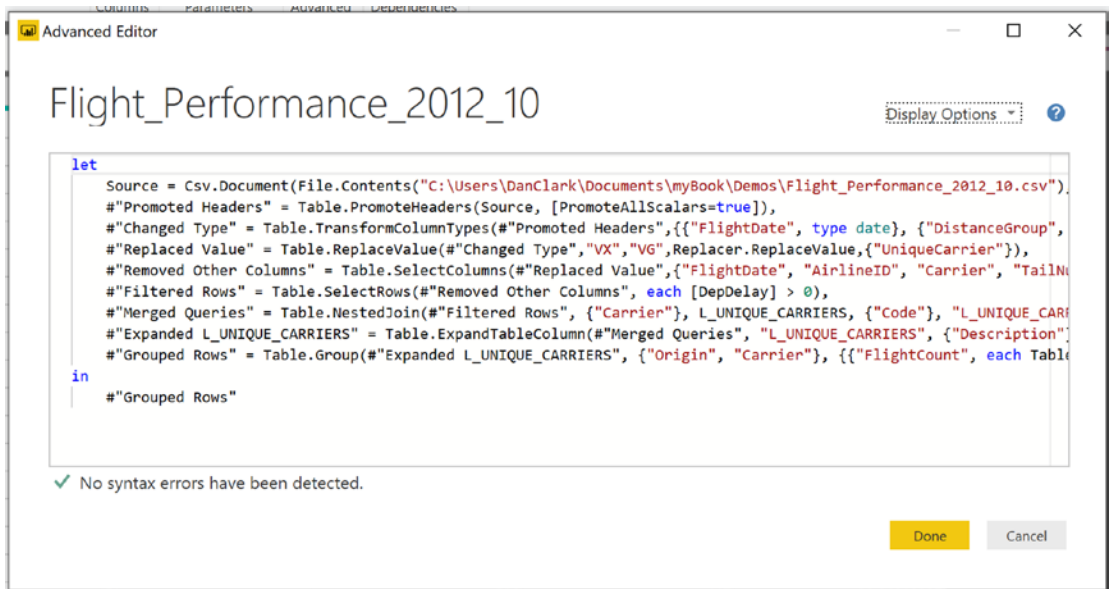 Columns Parameters Advanced Dependencies
Advanced Editor
Flight_Performance_2012_10
Display Options
?
let
Source = Csv.Document(File.Contents("C:\Users\DanClark\Documents\myBook\Demos\Flight_Performance_2012_10.csv"),
#"Promoted Headers" = Table.PromoteHeaders(Source, [PromoteAllScalars=true]),
#"Changed Type" = Table.TransformColumnTypes(#"Promoted Headers",{{"FlightDate", type date}, {"DistanceGroup",
#"Replaced Value" = Table.ReplaceValue(#"Changed Type","VX","VG",Replacer.ReplaceValue,{"UniqueCarrier"}),
#"Removed Other Columns" = Table.SelectColumns(#"Replaced Value",{"FlightDate", "AirlineID", "Carrier", "TailNu
#"Filtered Rows" = Table.SelectRows(#"Removed Other Columns", each [DepDelay] > 0),
#"Merged Queries" = Table.NestedJoin(#"Filtered Rows", {"Carrier"}, L_UNIQUE_CARRIERS, {"Code"}, "L_UNIQUE_CARR
#"Expanded L_UNIQUE_CARRIERS" = Table.ExpandTableColumn(#"Merged Queries", "L_UNIQUE_CARRIERS", {"Description"}
#"Grouped Rows" = Table.Group(#"Expanded L_UNIQUE_CARRIERS", {"Origin", "Carrier"}, {{"FlightCount", each Table
in
#"Grouped Rows"
No syntax errors have been detected.
Done Cancel